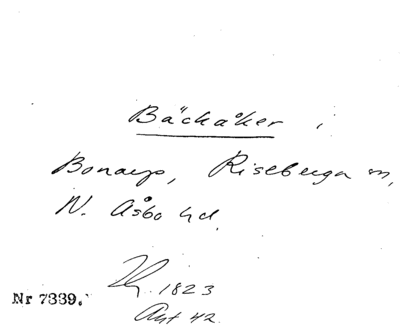 Bäckåker i
Bonarp, Riseberga sn,
N. Åsbo hd.
1823
Nr 7339.
Akt 42